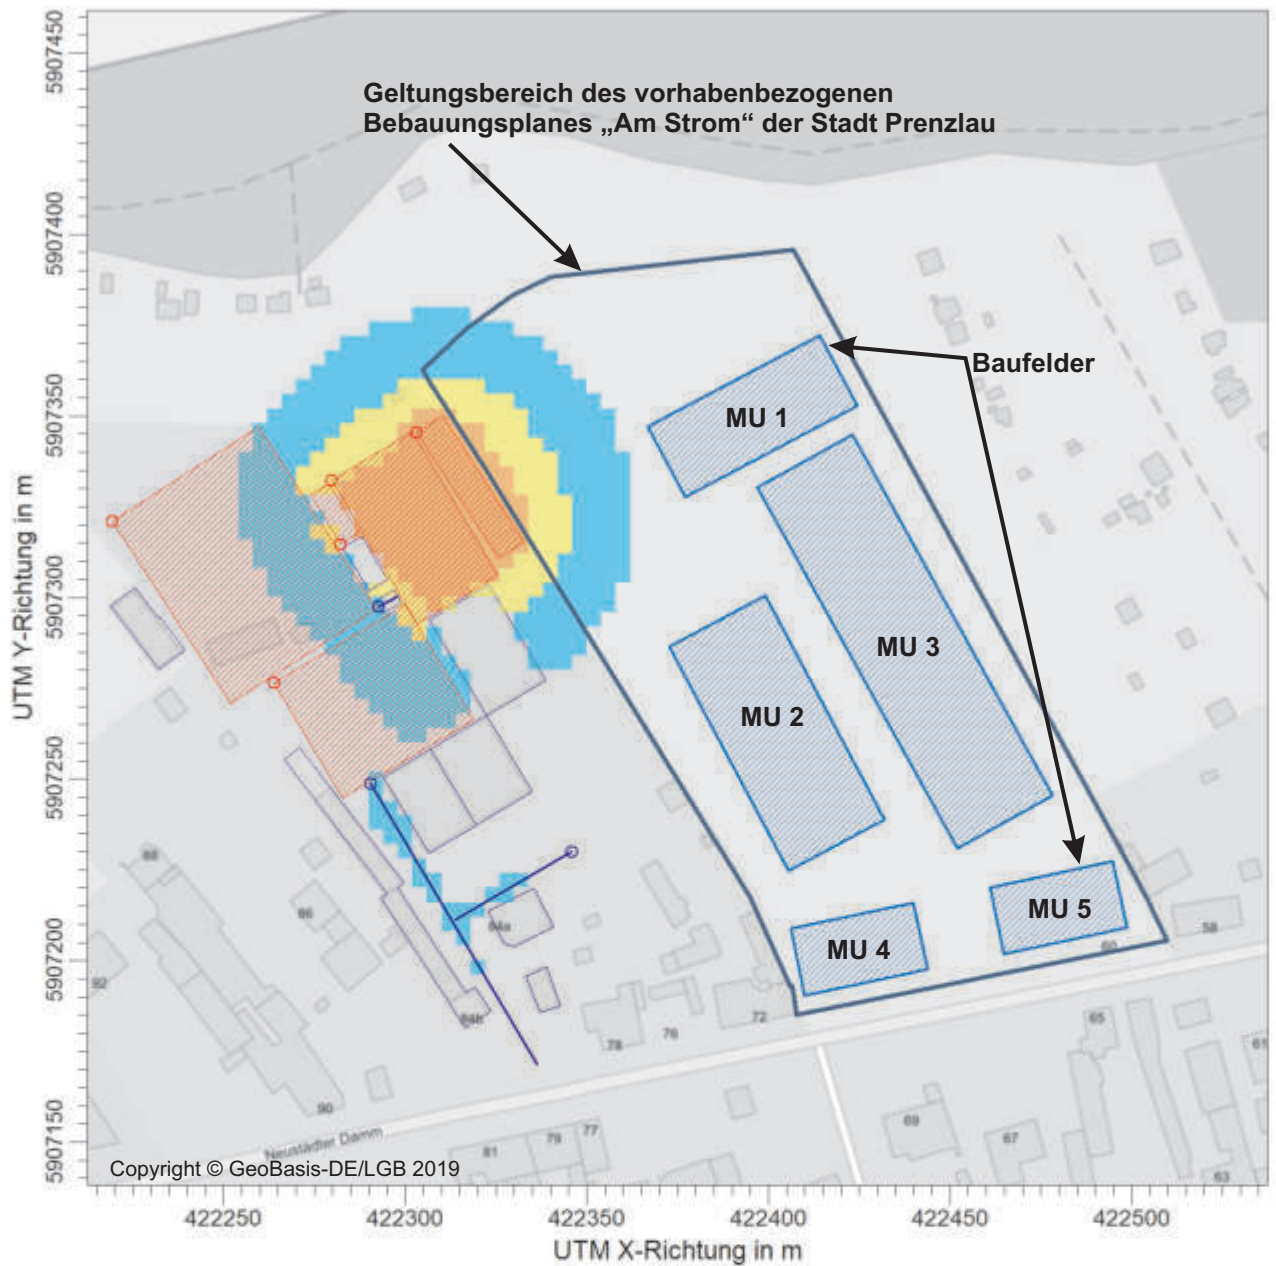 Geltungsbereich des vorhabenbezogenen
Bebauungsplanes „Am Strom“ der Stadt Prenzlau
Baufelder
MU 1
MU 3
MU 2
MU 5
MU 4
88
86
84a
84b
92
90
78
76
72
60
58
65
61
69
67
63
81
79
77
Neustädter Damm
Copyright © GeoBasis-DE/LGB 2019
5907450
5907400
5907350
5907300
5907250
5907200
5907150
UTM Y-Richtung in m
422250
422300
422350
422400
422450
422500
UTM X-Richtung in m